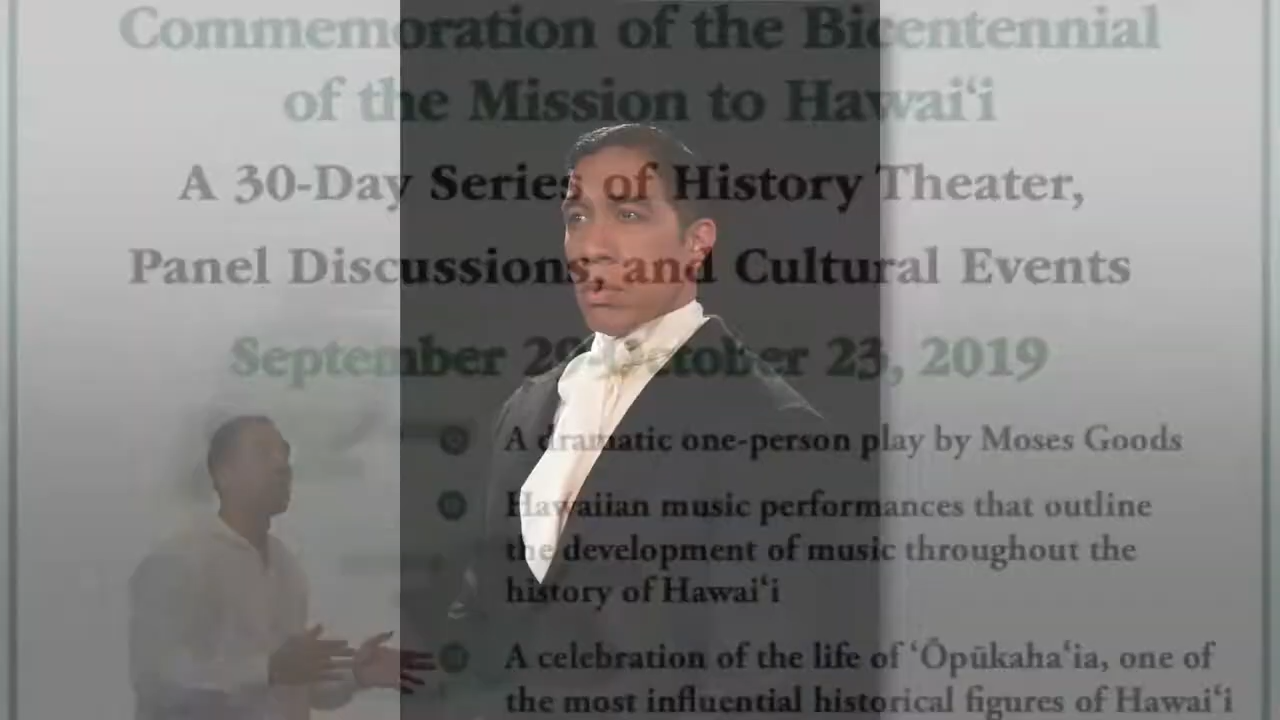 Commemoration of the Bicentennial
of the Mission to Hawaiʻi
A 30-Day Series of History Theater,
Panel Discussions, and Cultural Events
September 29-October 23, 2019
A dramatic one-person play by Moses Goods
Hawaiian music performances that outline
the development of music throughout the
history of Hawaiʻi
A celebration of the life of ʻŌpūkahaʻia, one of
the most influential historical figures of Hawaiʻi